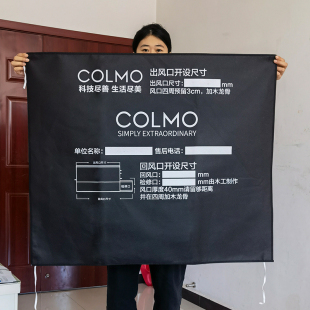 COLMO
科技尽善 生活尽美
出风口开设尺寸
出风口尺寸: mm
风口四周预留3cm，加木龙骨
COLMO
SIMPLY EXTRAORDINARY
单位名称: 售后电话:
回风口开设尺寸
回风口: mm
检修口: mm由木工制作
风口厚度40mm请留够距离
并在四周加木龙骨